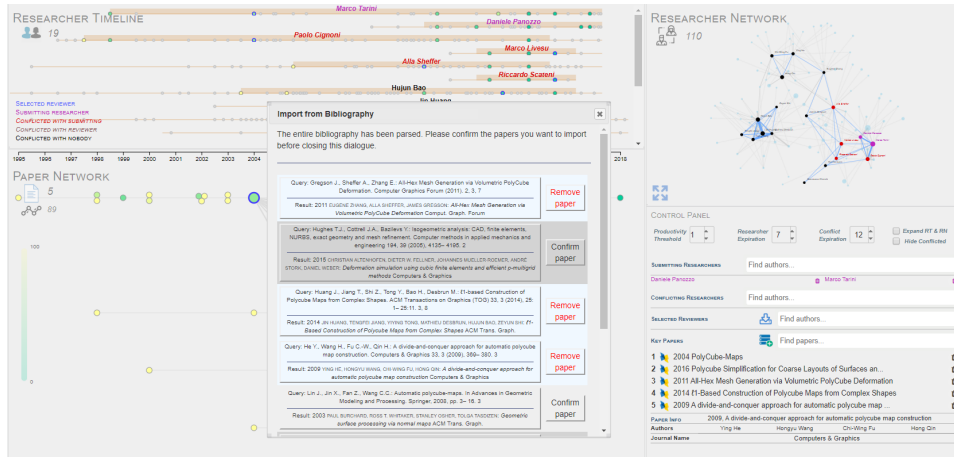 RESEARCHER TIMELINE
19
Marco Tarini
Daniele Panozzo
Paolo Cignoni
Marco Livesu
Alla Sheffer
Riccardo Scateni
Hujun Bao
Jin Huang
SELECTED REVIEWER
SUBMITTING RESEARCHER
CONFLICTED WITH SUBMITTING
CONFLICTED WITH REVIEWER
CONFLICTED WITH NOBODY
1995 1996 1997 1998 1999 2000 2001 2002 2003 2004 2018
PAPER NETWORK
5
89
100
0
Import from Bibliography
The entire bibliography has been parsed. Please confirm the papers you want to import
before closing this dialogue.
Query: Gregson J., Sheffer A., Zhang E.: All-Hex Mesh Generation via Volumetric PolyCube
Deformation. Computer Graphics Forum (2011). 2, 3, 7
Result: 2011 EUGENE ZHANG, ALLA SHEFFER, JAMES GREGSON: All-Hex Mesh Generation via
Volumetric PolyCube Deformation Comput. Graph. Forum
Remove
paper
Query: Hughes T.J., Cottrell J.A., Bazilevs Y.: Isogeometric analysis: CAD, finite elements,
NURBS, exact geometry and mesh refinement. Computer methods in applied mechanics and
engineering 194, 39 (2005), 4135– 4195. 2
Result: 2015 CHRISTIAN ALTENHOFEN, DIETER W. FELLNER, JOHANNES MUELLER-ROEMER, ANDRÉ
STORK, DANIEL WEBER: Deformation simulation using cubic finite elements and efficient p-multigrid
methods Computers & Graphics
Confirm
paper
Query: Huang J., Jiang T., Shi Z., Tong Y., Bao H., Desbrun M.: ℓ1-based Construction of
Polycube Maps from Complex Shapes. ACM Transactions on Graphics (TOG) 33, 3 (2014), 25:
1– 25:11. 3, 8
Result: 2014 JIN HUANG, TENGFEI JIANG, YIYING TONG, MATHIEU DESBRUN, HUJUN BAO, ZEYUN SHI: ℓ1-
Based Construction of Polycube Maps from Complex Shapes ACM Trans. Graph.
Remove
paper
Query: He Y., Wang H., Fu C.-W., Qin H.: A divide-and-conquer approach for automatic polycube
map construction. Computers & Graphics 33, 3 (2009), 369– 380. 3
Result: 2009 YING HE, HONGYU WANG, CHI-WING FU, HONG QIN: A divide-and-conquer approach for
automatic polycube map construction Computers & Graphics
Remove
paper
Query: Lin J., Jin X., Fan Z., Wang C.C.: Automatic polycube-maps. In Advances in Geometric
Modeling and Processing. Springer, 2008, pp. 3– 16. 3
Result: 2003 PAUL BURCHARD, ROSS T. WHITAKER, STANLEY OSHER, TOLGA TASDIZEN: Geometric
surface processing via normal maps ACM Trans. Graph.
Confirm
paper
RESEARCHER NETWORK
110
CONTROL PANEL
Productivity
Threshold
1
Researcher
Expiration
7
Conflict
Expiration
12
Expand RT & RN
Hide Conflicted
SUBMITTING RESEARCHERS
Find authors...
Daniele Panozzo
Marco Tarini
CONFLICTING RESEARCHERS
Find authors...
SELECTED REVIEWERS
Find authors...
KEY PAPERS
Find papers...
1 2004 PolyCube-Maps
2 2016 Polycube Simplification for Coarse Layouts of Surfaces an...
3 2011 All-Hex Mesh Generation via Volumetric PolyCube Deformation
4 2014 ℓ1-Based Construction of Polycube Maps from Complex Shapes
5 2009 A divide-and-conquer approach for automatic polycube map ...
PAPER INFO 2009, A divide-and-conquer approach for automatic polycube map construction
Authors Ying He Hongyu Wang Chi-Wing Fu Hong Qin
Journal Name Computers & Graphics